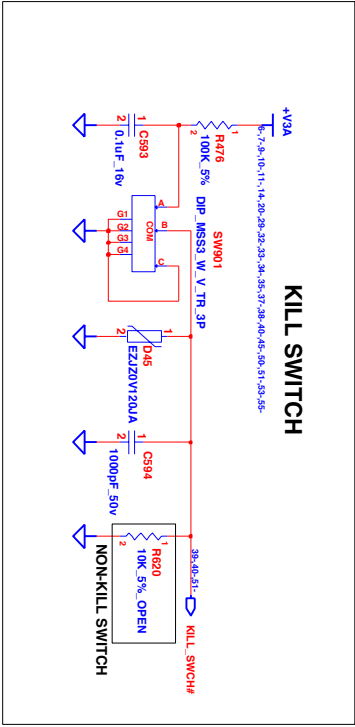 KILL SWITCH
+V3A
6-,7-,9-,10-,11-,14-,20-,29-,32-,33-,34-,35-,37-,38-,40-,45-,50-,51-,53-,55-
1
R476
100K_5%
2
1
C593
2
0.1uF_16v
SW901
DIP_MSS3_W_V_TR_3P
A
B
C
COM
G1
G2
G3
G4
1
D45
2
EZJZ0V120JA
1
C594
2
1000pF_50v
39-,40-,51-
KILL_SWCH#
1
R620
10K_5%_OPEN
2
NON-KILL SWITCH